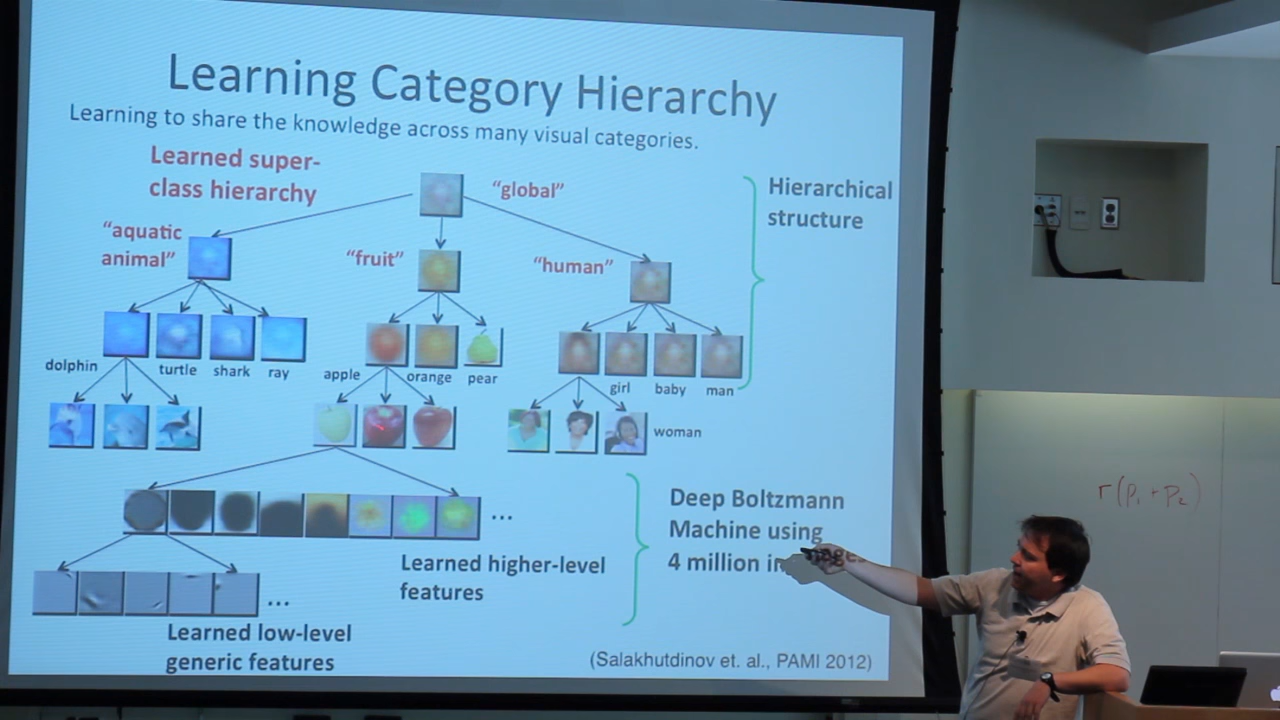 Learning Category Hierarchy
Learning to share the knowledge across many visual categories.
Learned super-
class hierarchy
"global"
Hierarchical
structure
"aquatic
animal"
"fruit"
"human"
dolphin
turtle
shark
ray
apple
orange
pear
girl
baby
man
woman
...
Deep Boltzmann
Machine using
4 million
Learned higher-level
features
...
Learned low-level
generic features
(Salakhutdinov et. al., PAMI 2012)
r(p₁+p₂)